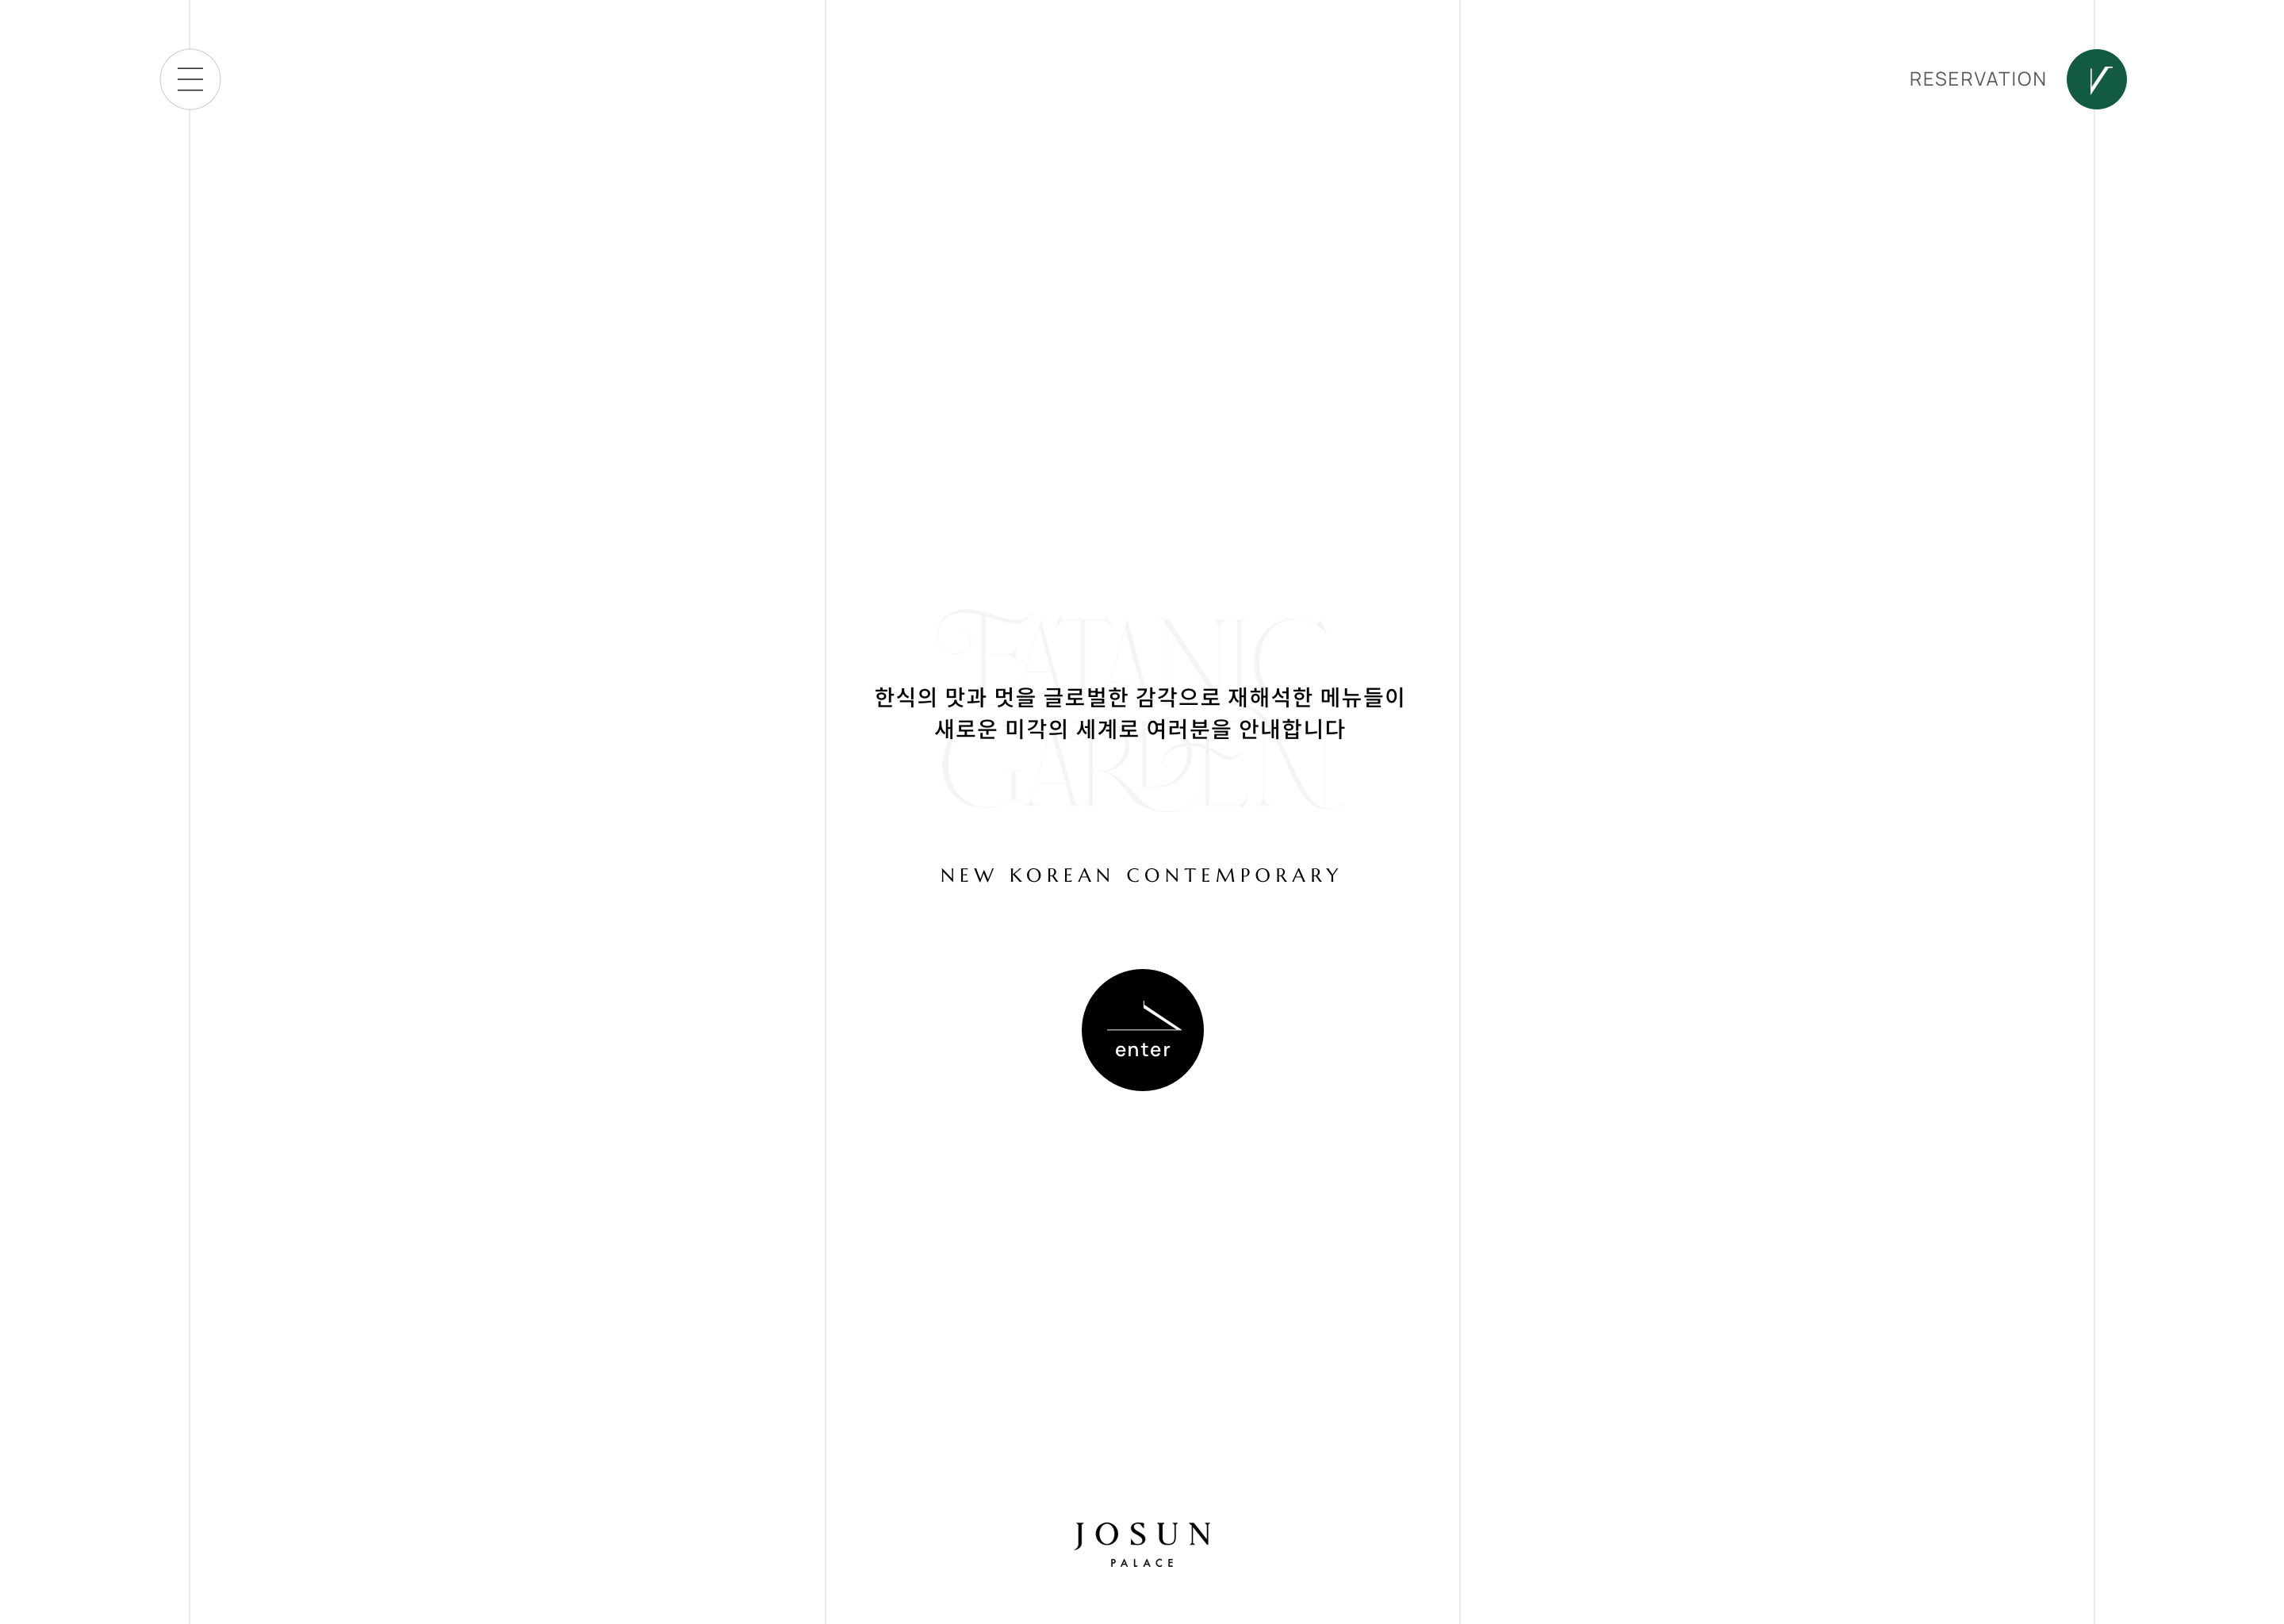 RESERVATION
EATANIC
한식의 맛과 멋을 글로벌한 감각으로 재해석한 메뉴들이
새로운 미각의 세계로 여러분을 안내합니다
GARDEN
NEW KOREAN CONTEMPORARY
enter
JOSUN
PALACE